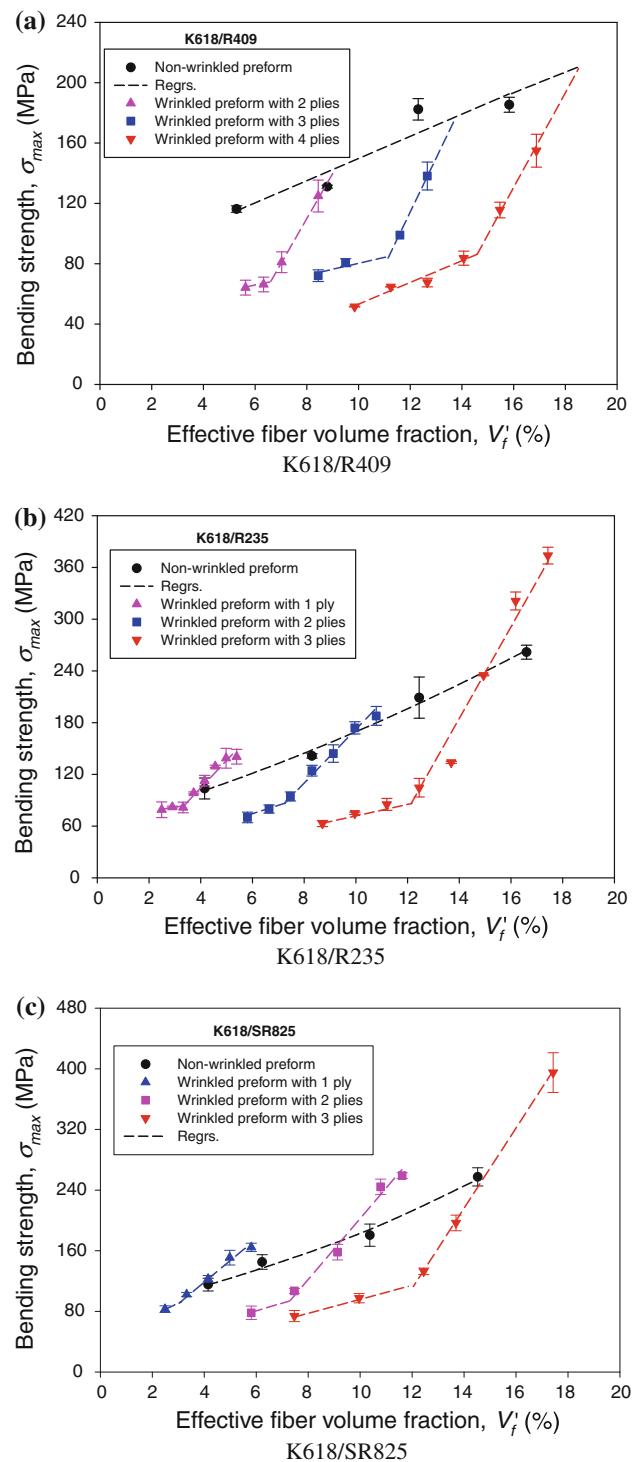 (a)
K618/R409
Non-wrinkled preform
Regrs.
Wrinkled preform with 2 plies
Wrinkled preform with 3 plies
Wrinkled preform with 4 plies
Bending strength, σmax (MPa)
240
200
160
120
80
40
0
0 2 4 6 8 10 12 14 16 18 20
Effective fiber volume fraction, Vf' (%)
K618/R409
(b)
K618/R235
Non-wrinkled preform
Regrs.
Wrinkled preform with 1 ply
Wrinkled preform with 2 plies
Wrinkled preform with 3 plies
Bending strength, σmax (MPa)
420
360
300
240
180
120
60
0
0 2 4 6 8 10 12 14 16 18 20
Effective fiber volume fraction, Vf' (%)
K618/R235
(c)
K618/SR825
Non-wrinkled preform
Wrinkled preform with 1 ply
Wrinkled preform with 2 plies
Wrinkled preform with 3 plies
Regrs.
Bending strength, σmax (MPa)
480
400
320
240
160
80
0
0 2 4 6 8 10 12 14 16 18 20
Effective fiber volume fraction, Vf' (%)
K618/SR825